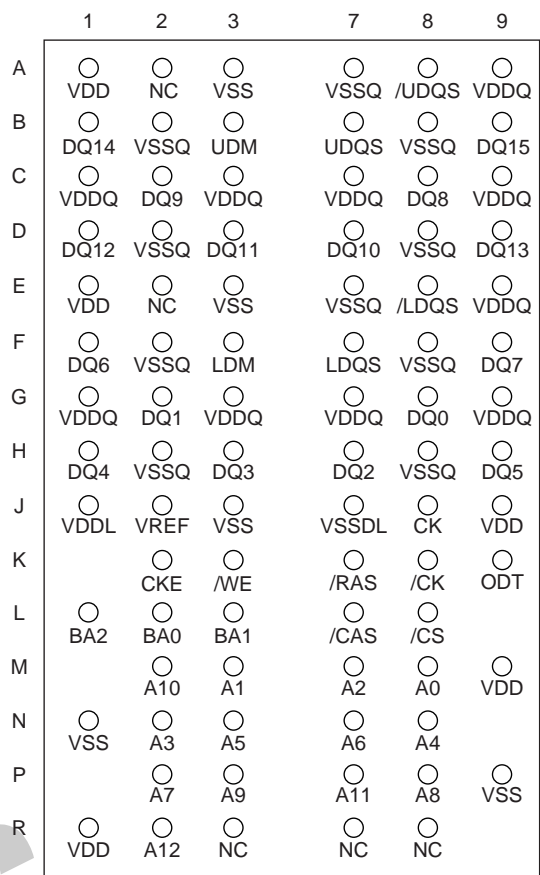 1 2 3 7 8 9
A
VDD NC VSS VSSQ /UDQS VDDQ
B
DQ14 VSSQ UDM UDQS VSSQ DQ15
C
VDDQ DQ9 VDDQ VDDQ DQ8 VDDQ
D
DQ12 VSSQ DQ11 DQ10 VSSQ DQ13
E
VDD NC VSS VSSQ /LDQS VDDQ
F
DQ6 VSSQ LDM LDQS VSSQ DQ7
G
VDDQ DQ1 VDDQ VDDQ DQ0 VDDQ
H
DQ4 VSSQ DQ3 DQ2 VSSQ DQ5
J
VDDL VREF VSS VSSDL CK VDD
K
CKE /WE /RAS /CK ODT
L
BA2 BA0 BA1 /CAS /CS
M
A10 A1 A2 A0 VDD
N
VSS A3 A5 A6 A4
P
A7 A9 A11 A8 VSS
R
VDD A12 NC NC NC